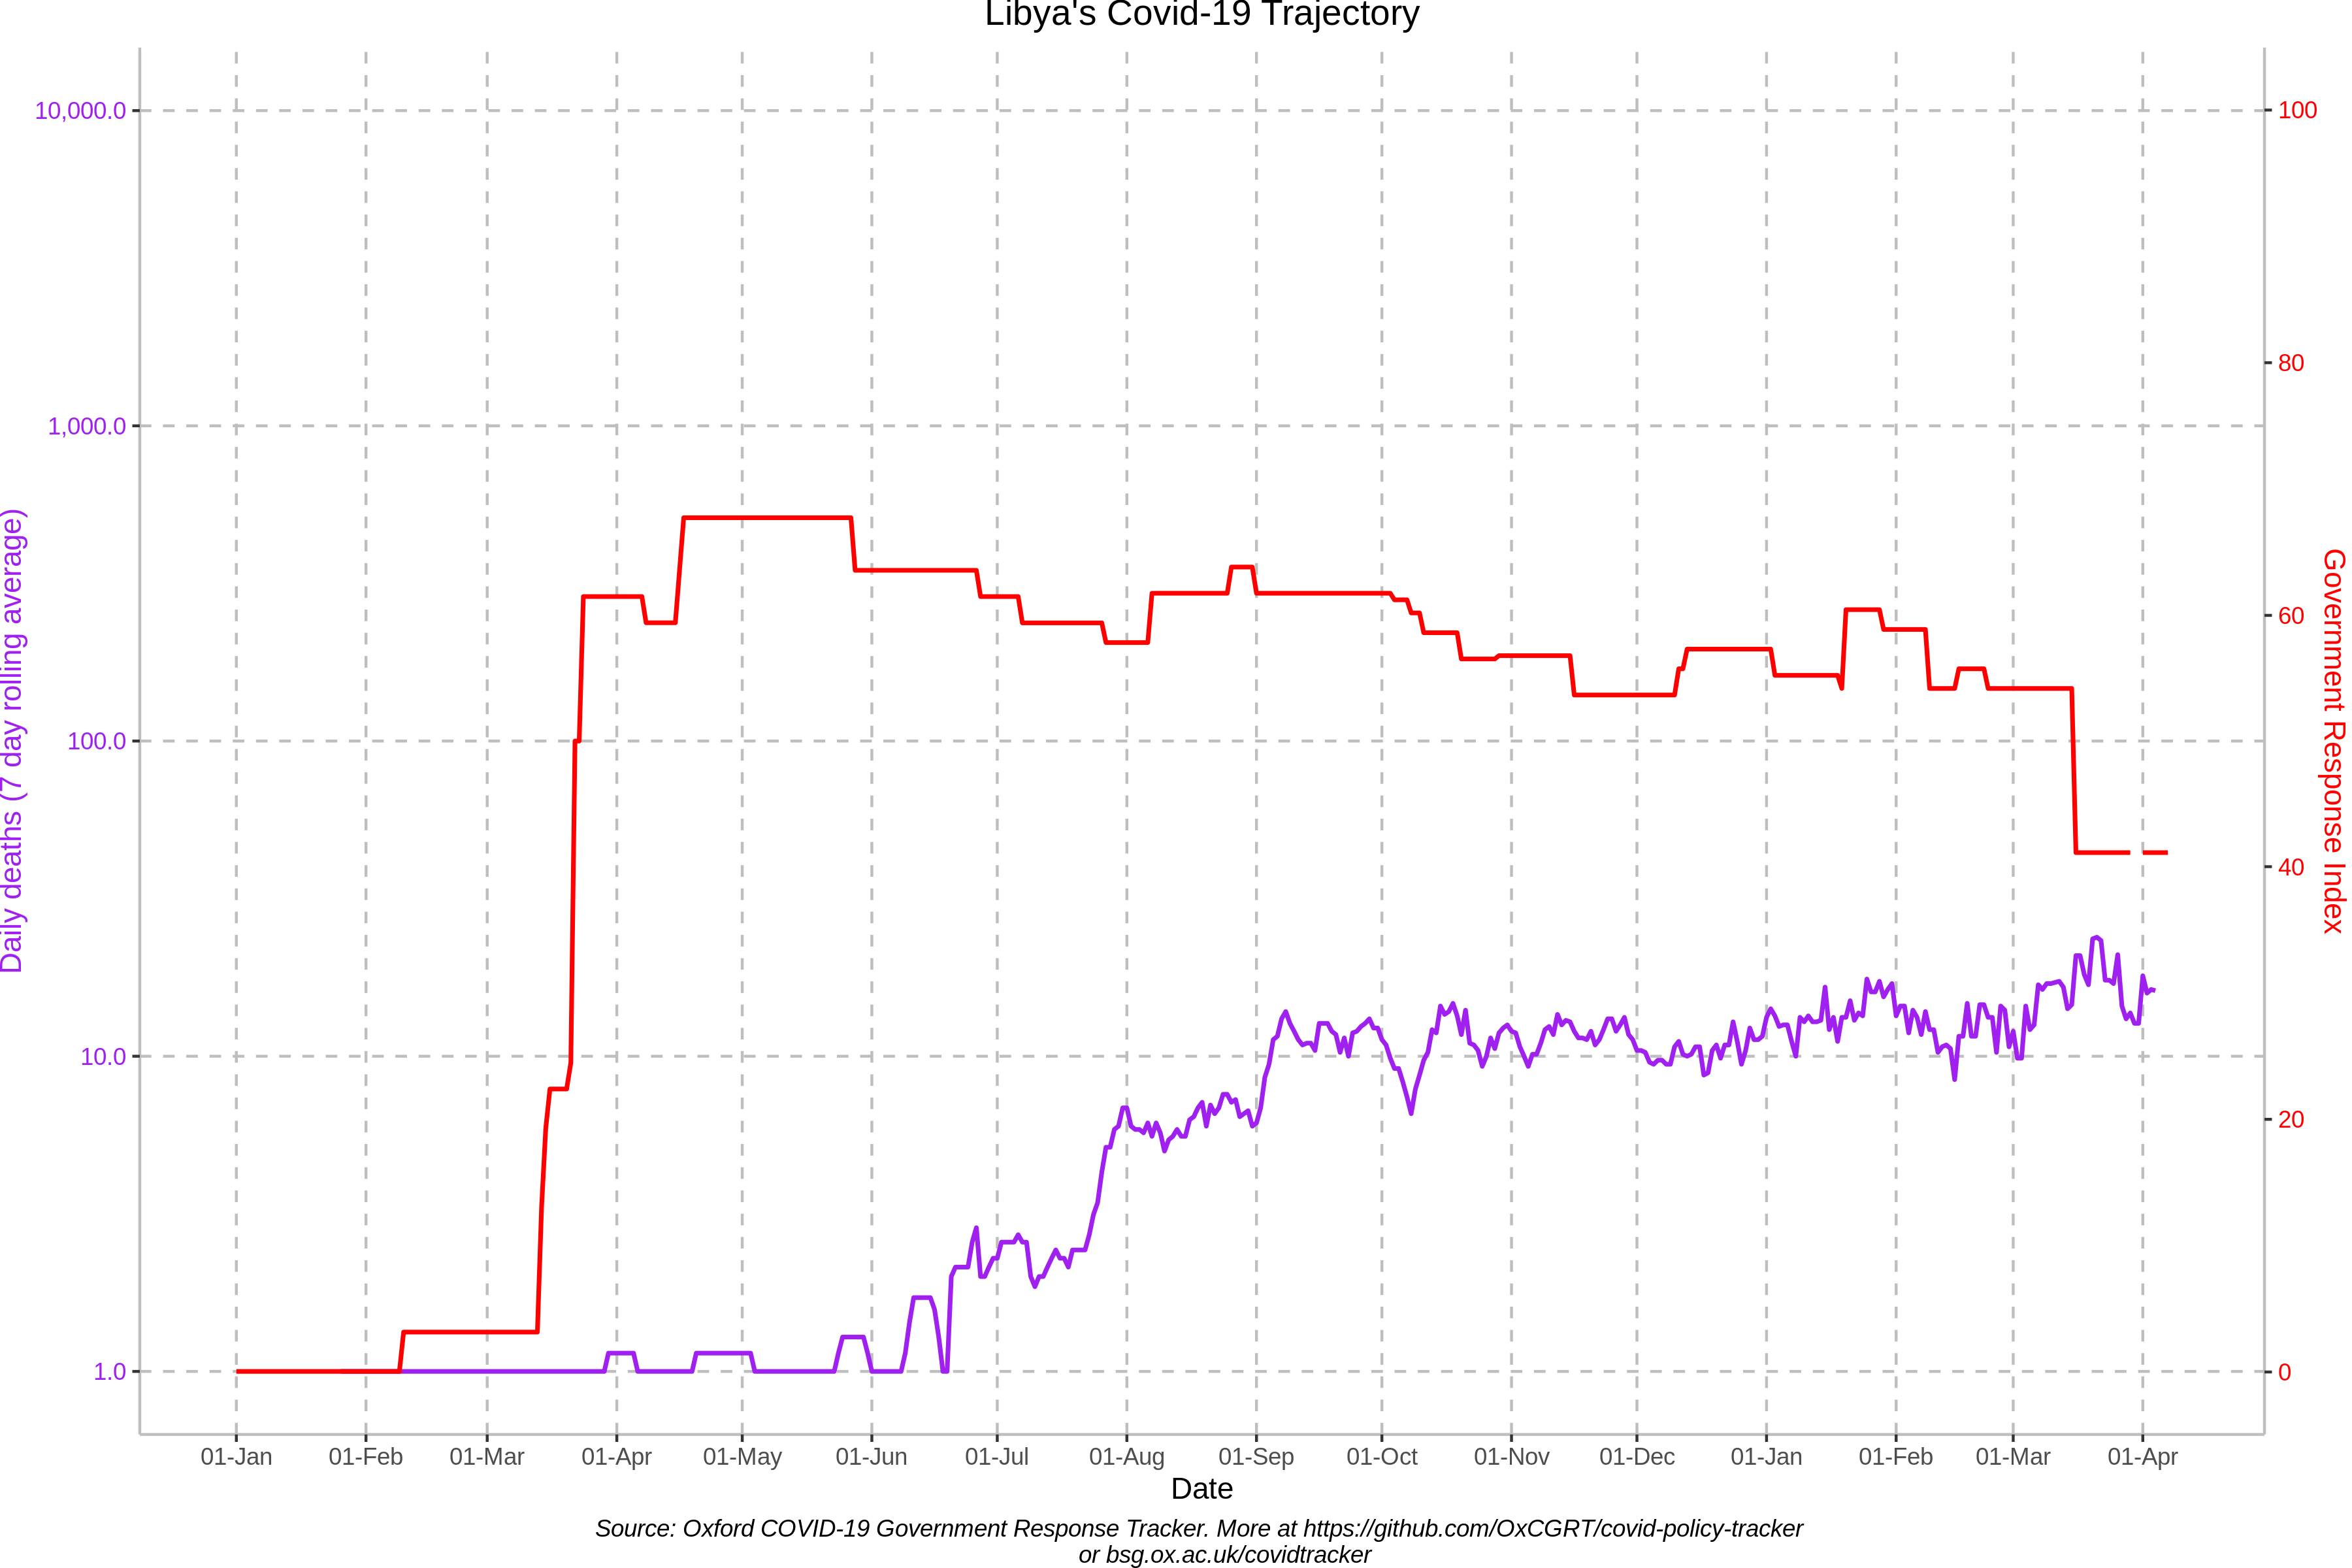 Libya's Covid-19 Trajectory
10,000.0
1,000.0
100.0
10.0
1.0
Daily deaths (7 day rolling average)
100
80
60
40
20
0
Government Response Index
01-Jan 01-Feb 01-Mar 01-Apr 01-May 01-Jun 01-Jul 01-Aug 01-Sep 01-Oct 01-Nov 01-Dec 01-Jan 01-Feb 01-Mar 01-Apr
Date
Source: Oxford COVID-19 Government Response Tracker. More at https://github.com/OxCGRT/covid-policy-tracker
or bsg.ox.ac.uk/covidtracker